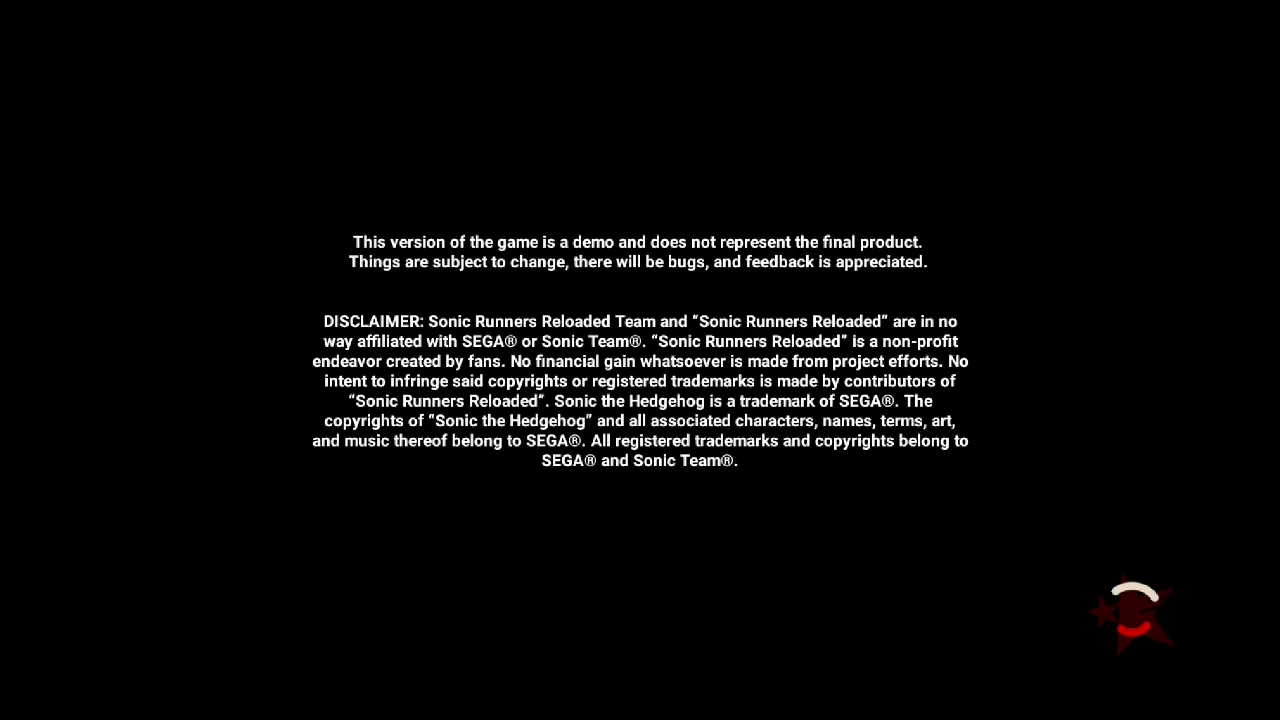 This version of the game is a demo and does not represent the final product.
Things are subject to change, there will be bugs, and feedback is appreciated.
DISCLAIMER: Sonic Runners Reloaded Team and “Sonic Runners Reloaded” are in no
way affiliated with SEGA® or Sonic Team®. “Sonic Runners Reloaded” is a non-profit
endeavor created by fans. No financial gain whatsoever is made from project efforts. No
intent to infringe said copyrights or registered trademarks is made by contributors of
“Sonic Runners Reloaded”. Sonic the Hedgehog is a trademark of SEGA®. The
copyrights of “Sonic the Hedgehog” and all associated characters, names, terms, art,
and music thereof belong to SEGA®. All registered trademarks and copyrights belong to
SEGA® and Sonic Team®.